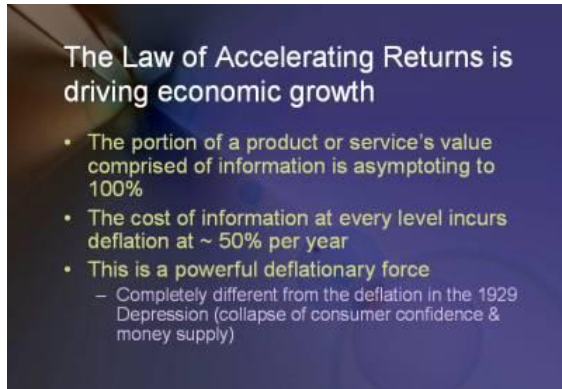 The Law of Accelerating Returns is
driving economic growth
• The portion of a product or service's value
comprised of information is asymptoting to
100%
• The cost of information at every level incurs
deflation at ~ 50% per year
• This is a powerful deflationary force
– Completely different from the deflation in the 1929
Depression (collapse of consumer confidence &
money supply)